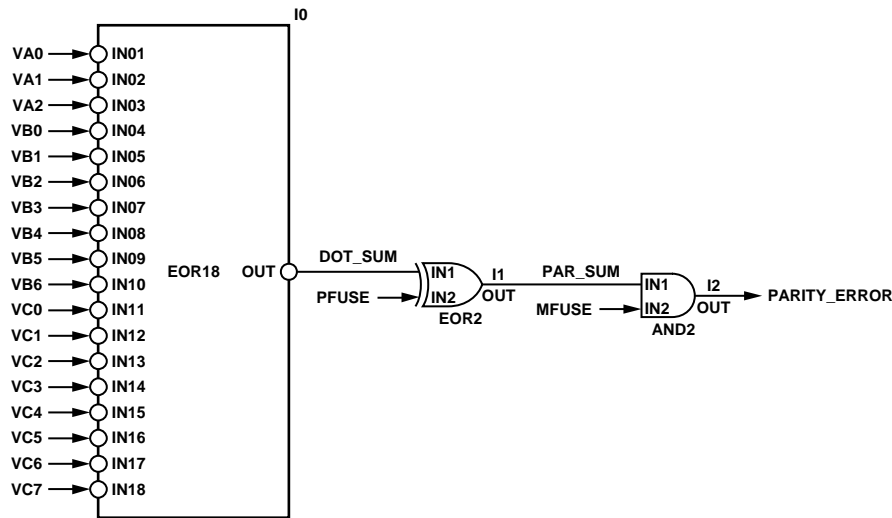 I0
VA0 IN01
VA1 IN02
VA2 IN03
VB0 IN04
VB1 IN05
VB2 IN06
VB3 IN07
VB4 IN08
VB5 IN09
VB6 IN10
VC0 IN11
VC1 IN12
VC2 IN13
VC3 IN14
VC4 IN15
VC5 IN16
VC6 IN17
VC7 IN18
EOR18 OUT
DOT_SUM
PFUSE
IN1
IN2
I1
OUT
EOR2
PAR_SUM
MFUSE
IN1
IN2
I2
OUT
AND2
PARITY_ERROR